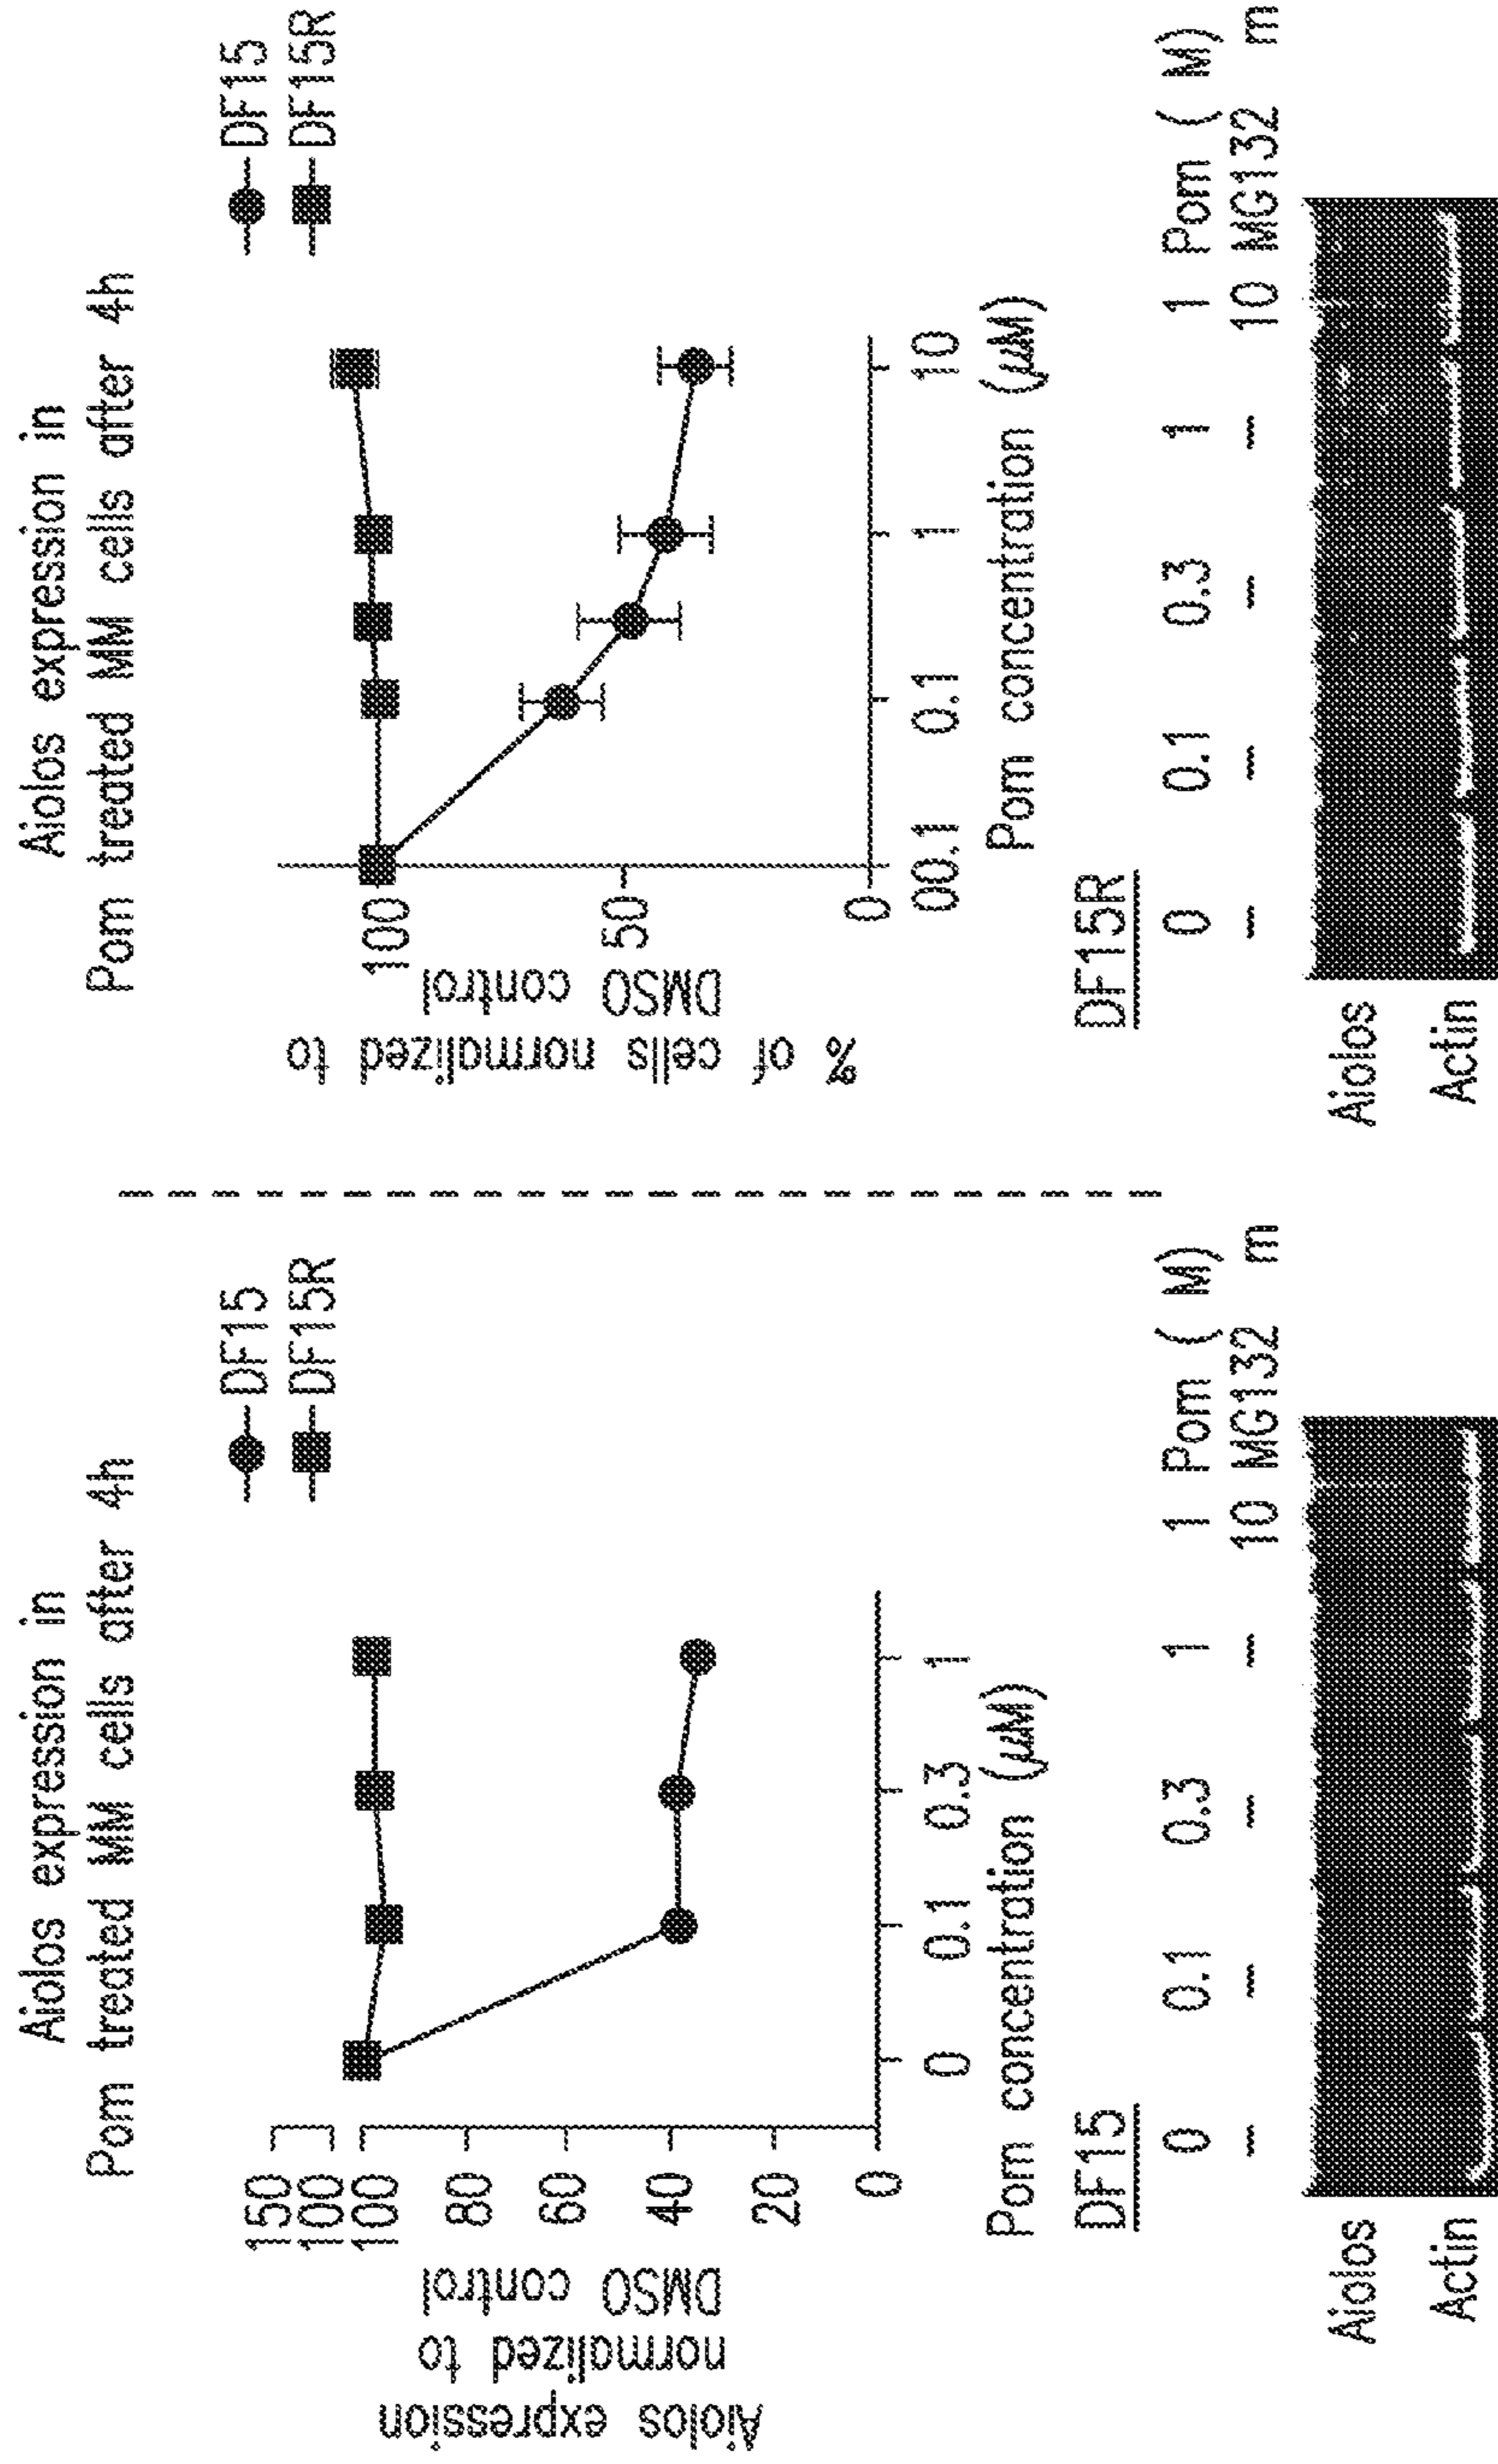 Aiolos expression in
Pom treated MM cells after 4h
DF15
DF15R
Aiolos expression
normalized to
DMSO control
150
100
100
80
60
40
20
0
0 0.1 0.3 1
Pom concentration (μM)
DF15
0 0.1 0.3 1 1 Pom ( M)
– – – – 10 MG132 m
Aiolos
Actin
Aiolos expression in
Pom treated MM cells after 4h
DF15
DF15R
% of cells normalized to
DMSO control
100
50
0
00.1 0.1 1 10
Pom concentration (μM)
DF15R
0 0.1 0.3 1 1 Pom ( M)
– – – – 10 MG132 m
Aiolos
Actin